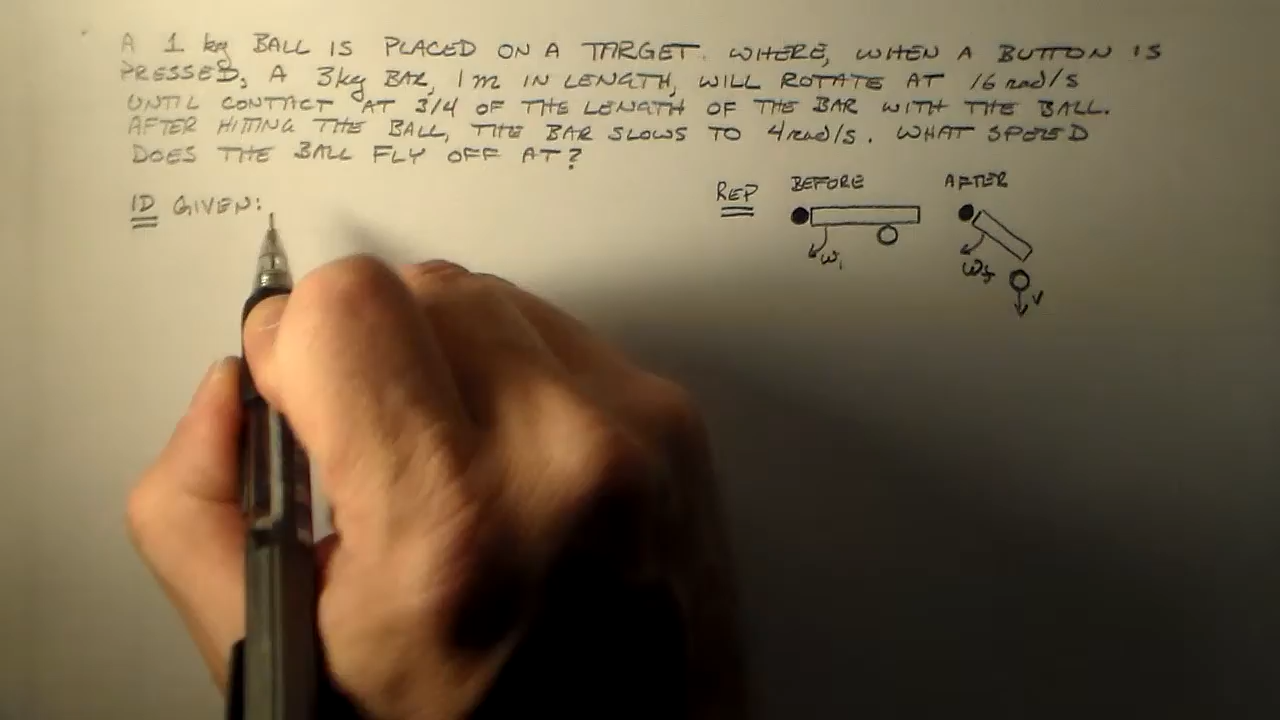 A 1 kg BALL IS PLACED ON A TARGET. WHERE, WHEN A BUTTON IS
PRESSED, A 3kg BAR, 1m IN LENGTH, WILL ROTATE AT 16 rad/s
UNTIL CONTACT AT 3/4 OF THE LENGTH OF THE BAR WITH THE BALL.
AFTER HITTING THE BALL, THE BAR SLOWS TO 4 rad/s. WHAT SPEED
DOES THE BALL FLY OFF AT?
ID GIVEN:
REP BEFORE AFTER
ωi ωf v